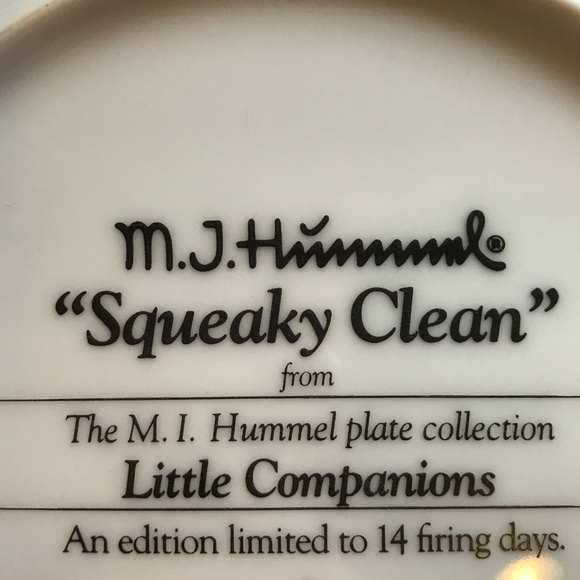 M.J.Hummel®
“Squeaky Clean”
from
The M. I. Hummel plate collection
Little Companions
An edition limited to 14 firing days.